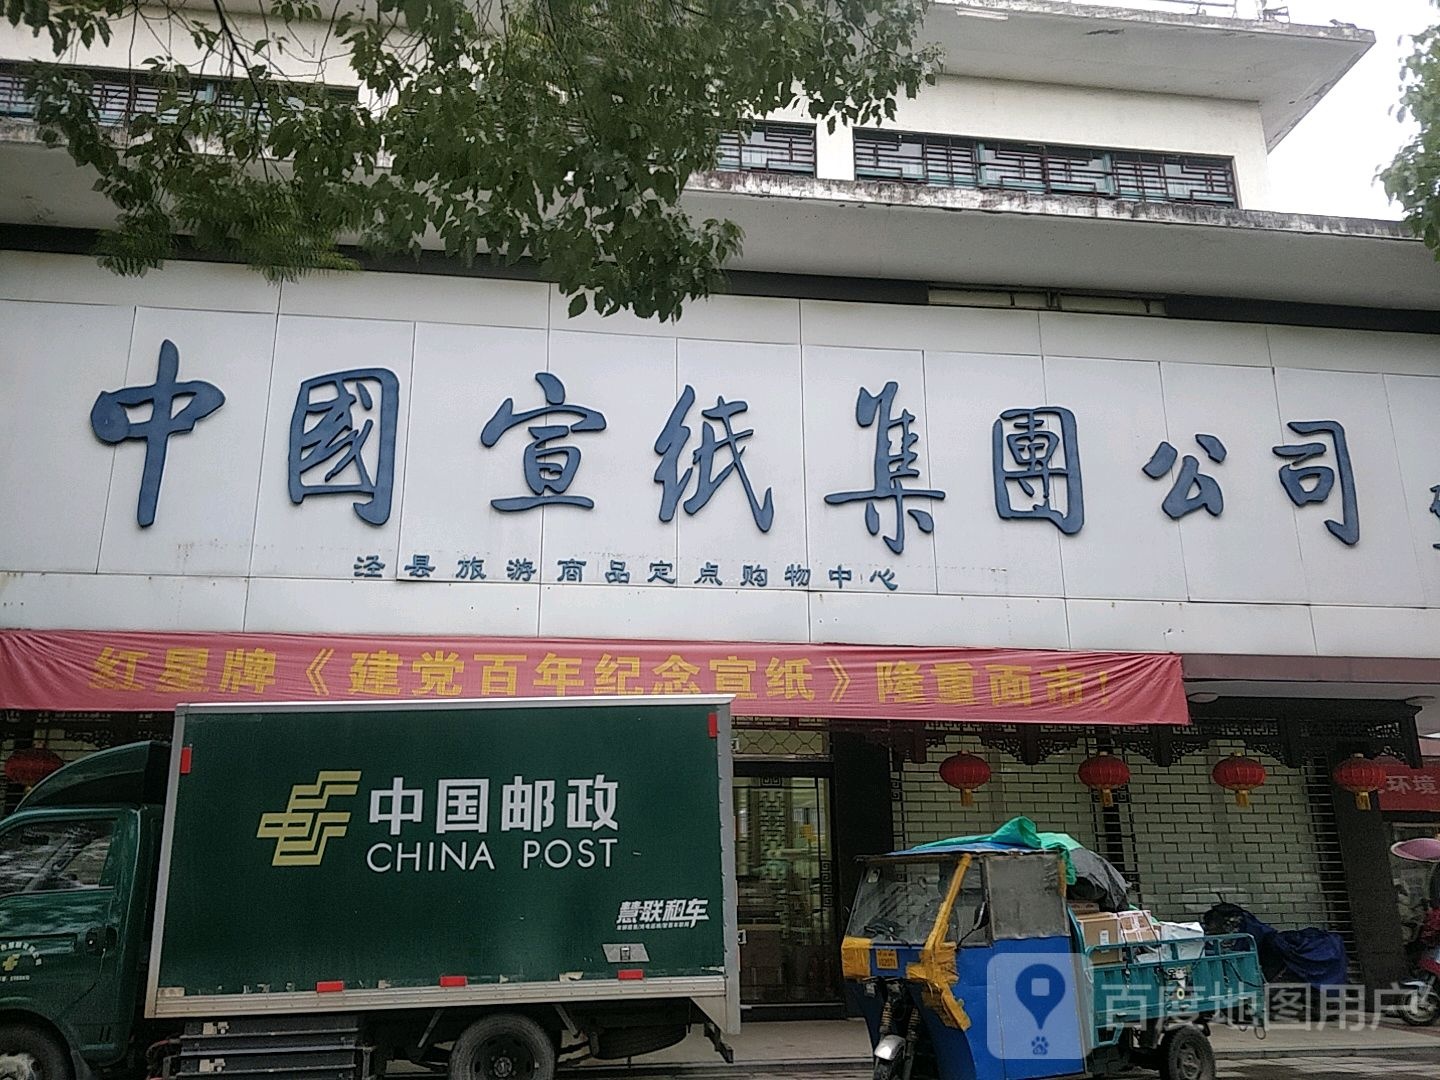 中國宣纸集團公司
泾县旅游商品定点购物中心
红星牌《建党百年纪念宣纸》隆重面市！
中国邮政
CHINA POST
慧联租车
环境
百度地图用户